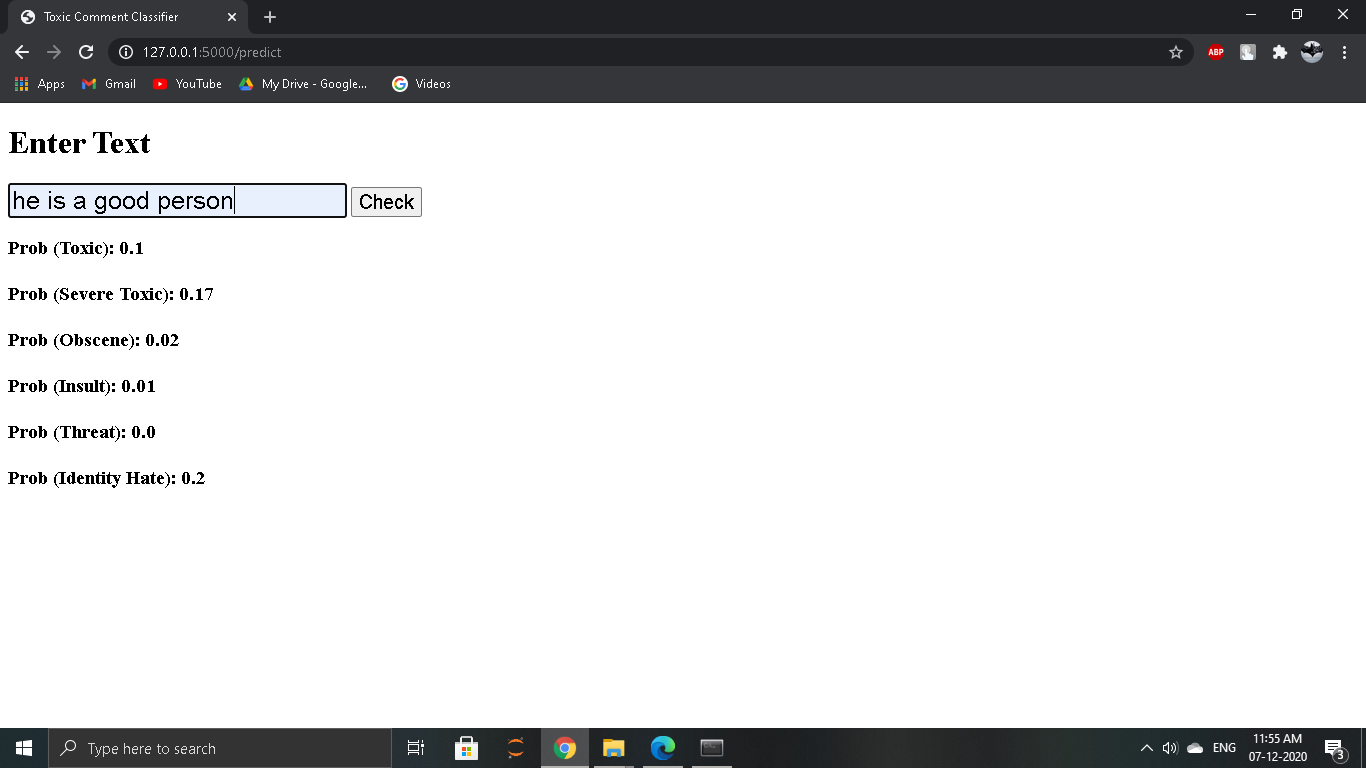 Toxic Comment Classifier
127.0.0.1:5000/predict
ABP
Apps Gmail YouTube My Drive - Google... Videos
Enter Text
he is a good person Check
Prob (Toxic): 0.1
Prob (Severe Toxic): 0.17
Prob (Obscene): 0.02
Prob (Insult): 0.01
Prob (Threat): 0.0
Prob (Identity Hate): 0.2
Type here to search
ENG
11:55 AM
07-12-2020
3